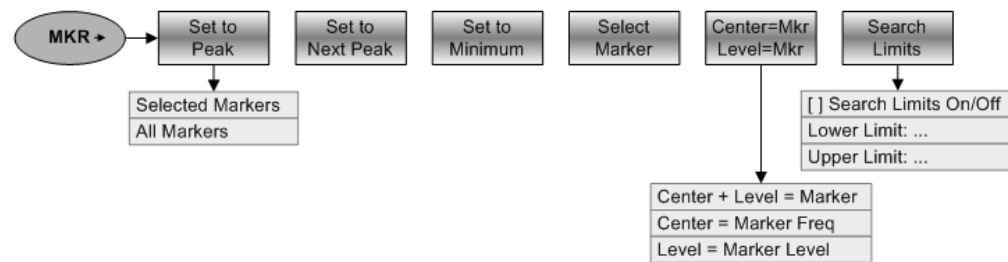 MKR
Set to
Peak
Set to
Next Peak
Set to
Minimum
Select
Marker
Center=Mkr
Level=Mkr
Search
Limits
Selected Markers
All Markers
[ ] Search Limits On/Off
Lower Limit: ...
Upper Limit: ...
Center + Level = Marker
Center = Marker Freq
Level = Marker Level